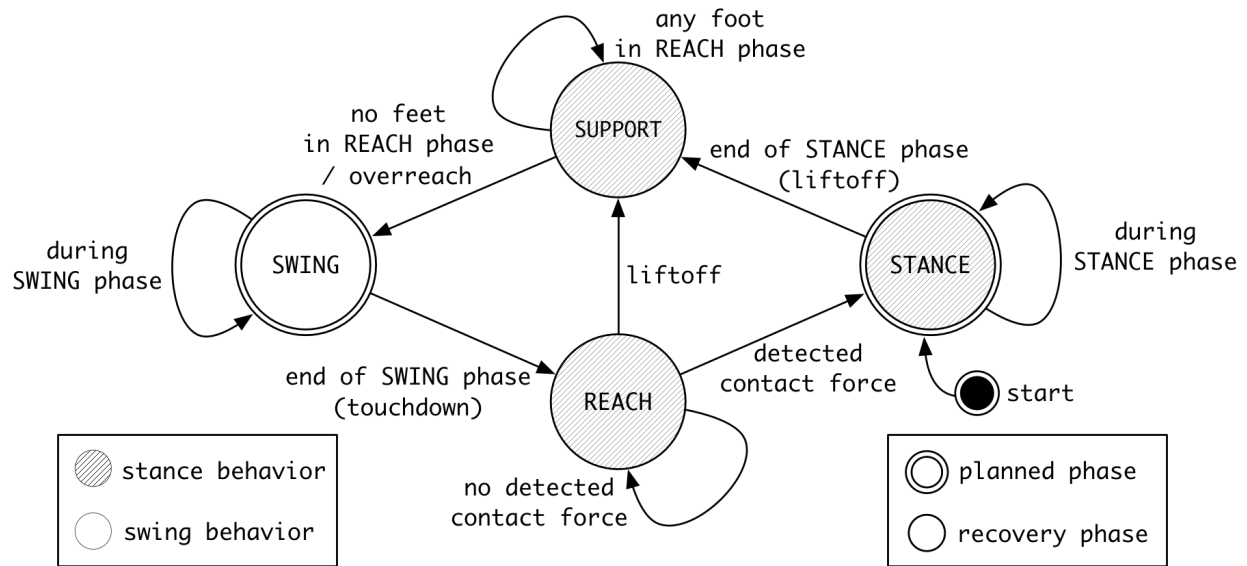 any foot
in REACH phase
SUPPORT
no feet
in REACH phase
/ overreach
end of STANCE phase
(liftoff)
during
SWING phase
SWING
liftoff
STANCE
during
STANCE phase
end of SWING phase
(touchdown)
REACH
detected
contact force
start
no detected
contact force
stance behavior
swing behavior
planned phase
recovery phase